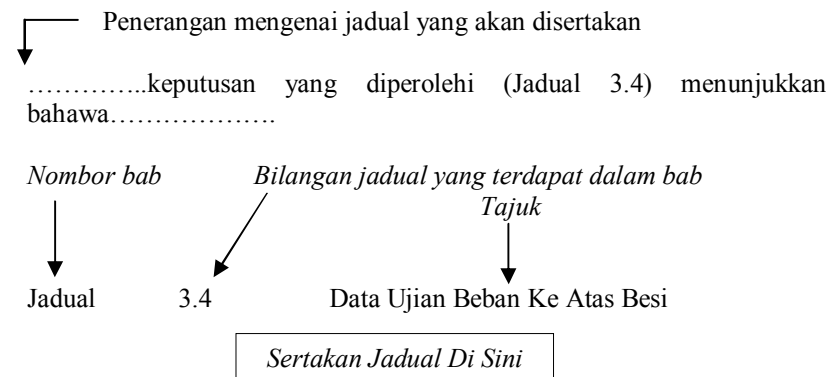 Penerangan mengenai jadual yang akan disertakan
…………..keputusan yang diperolehi (Jadual 3.4) menunjukkan
bahawa……………….
Nombor bab Bilangan jadual yang terdapat dalam bab
Tajuk
Jadual 3.4 Data Ujian Beban Ke Atas Besi
Sertakan Jadual Di Sini